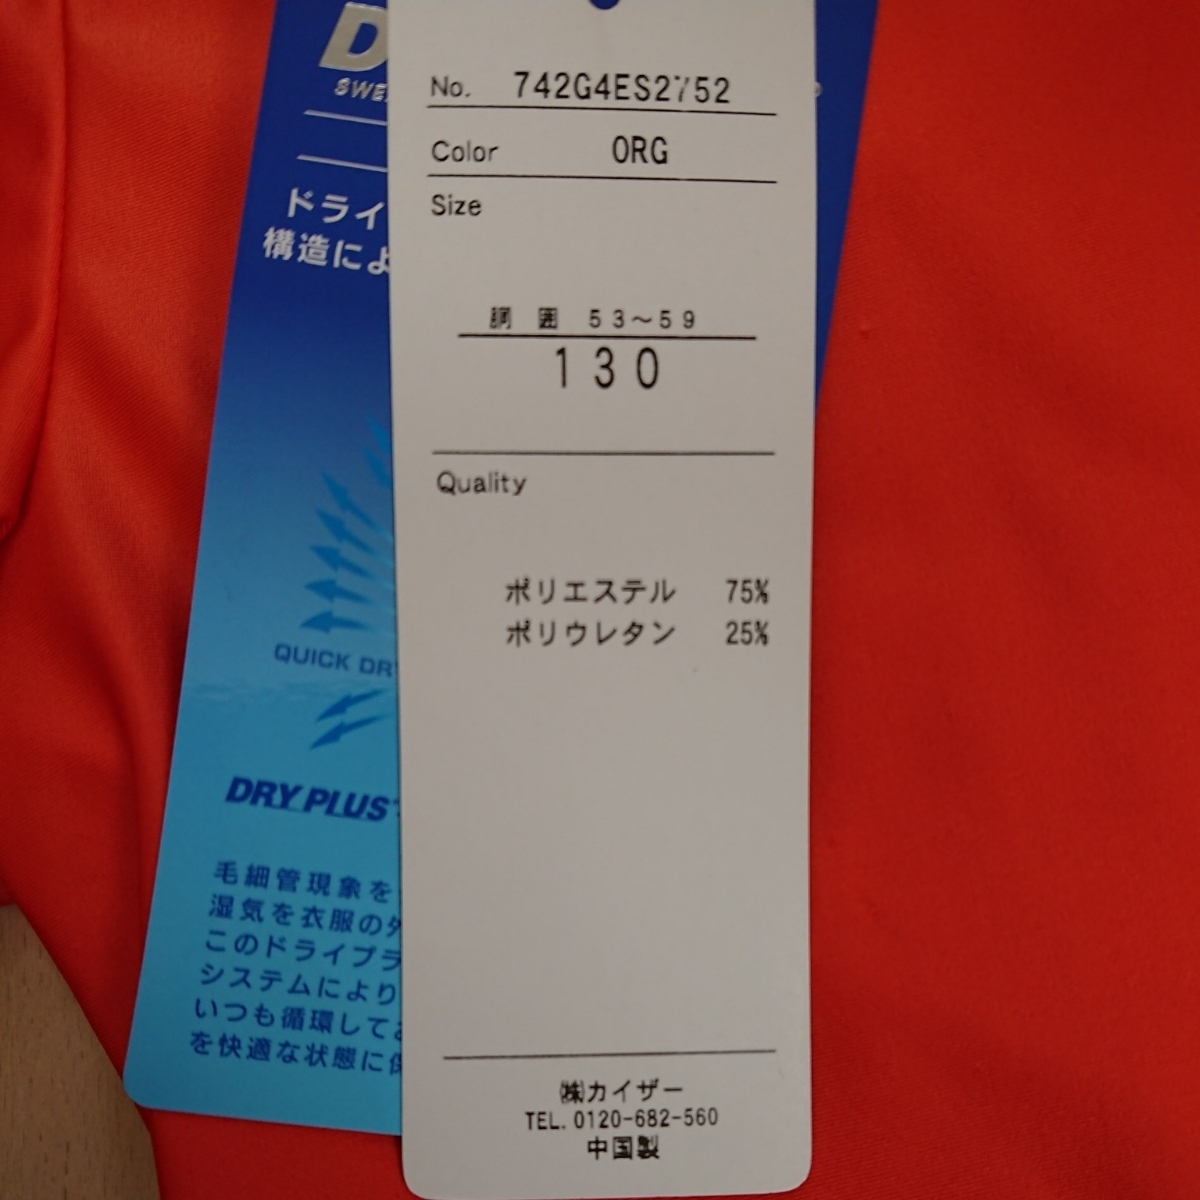 No. 742G4ES2752
Color ORG
Size
胴 囲 53～59
130
Quality
ポリエステル 75%
ポリウレタン 25%
㈱カイザー
TEL. 0120-682-560
中国製
D
SWE
ドライ
構造によ
QUICK DRY
DRY PLUS
毛細管現象を
湿気を衣服の外
このドライプラ
システムにより
いつも循環して
を快適な状態に保